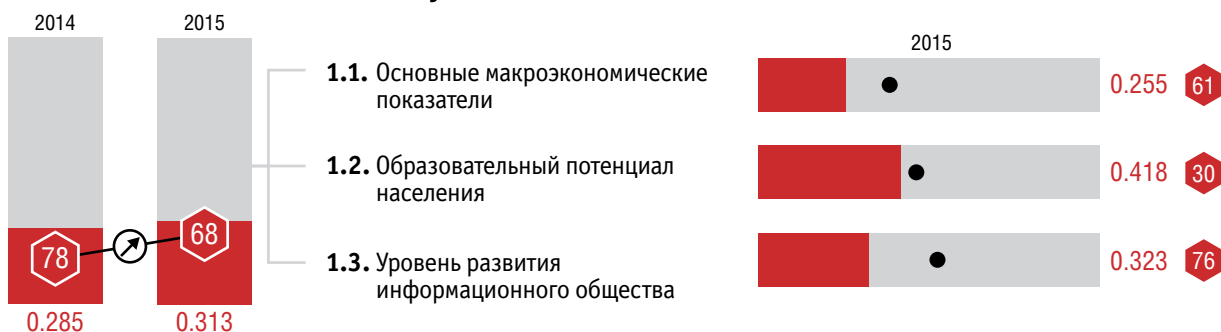 2014
2015
78
68
0.285
0.313
1.1. Основные макроэкономические
показатели
1.2. Образовательный потенциал
населения
1.3. Уровень развития
информационного общества
2015
0.255 61
0.418 30
0.323 76